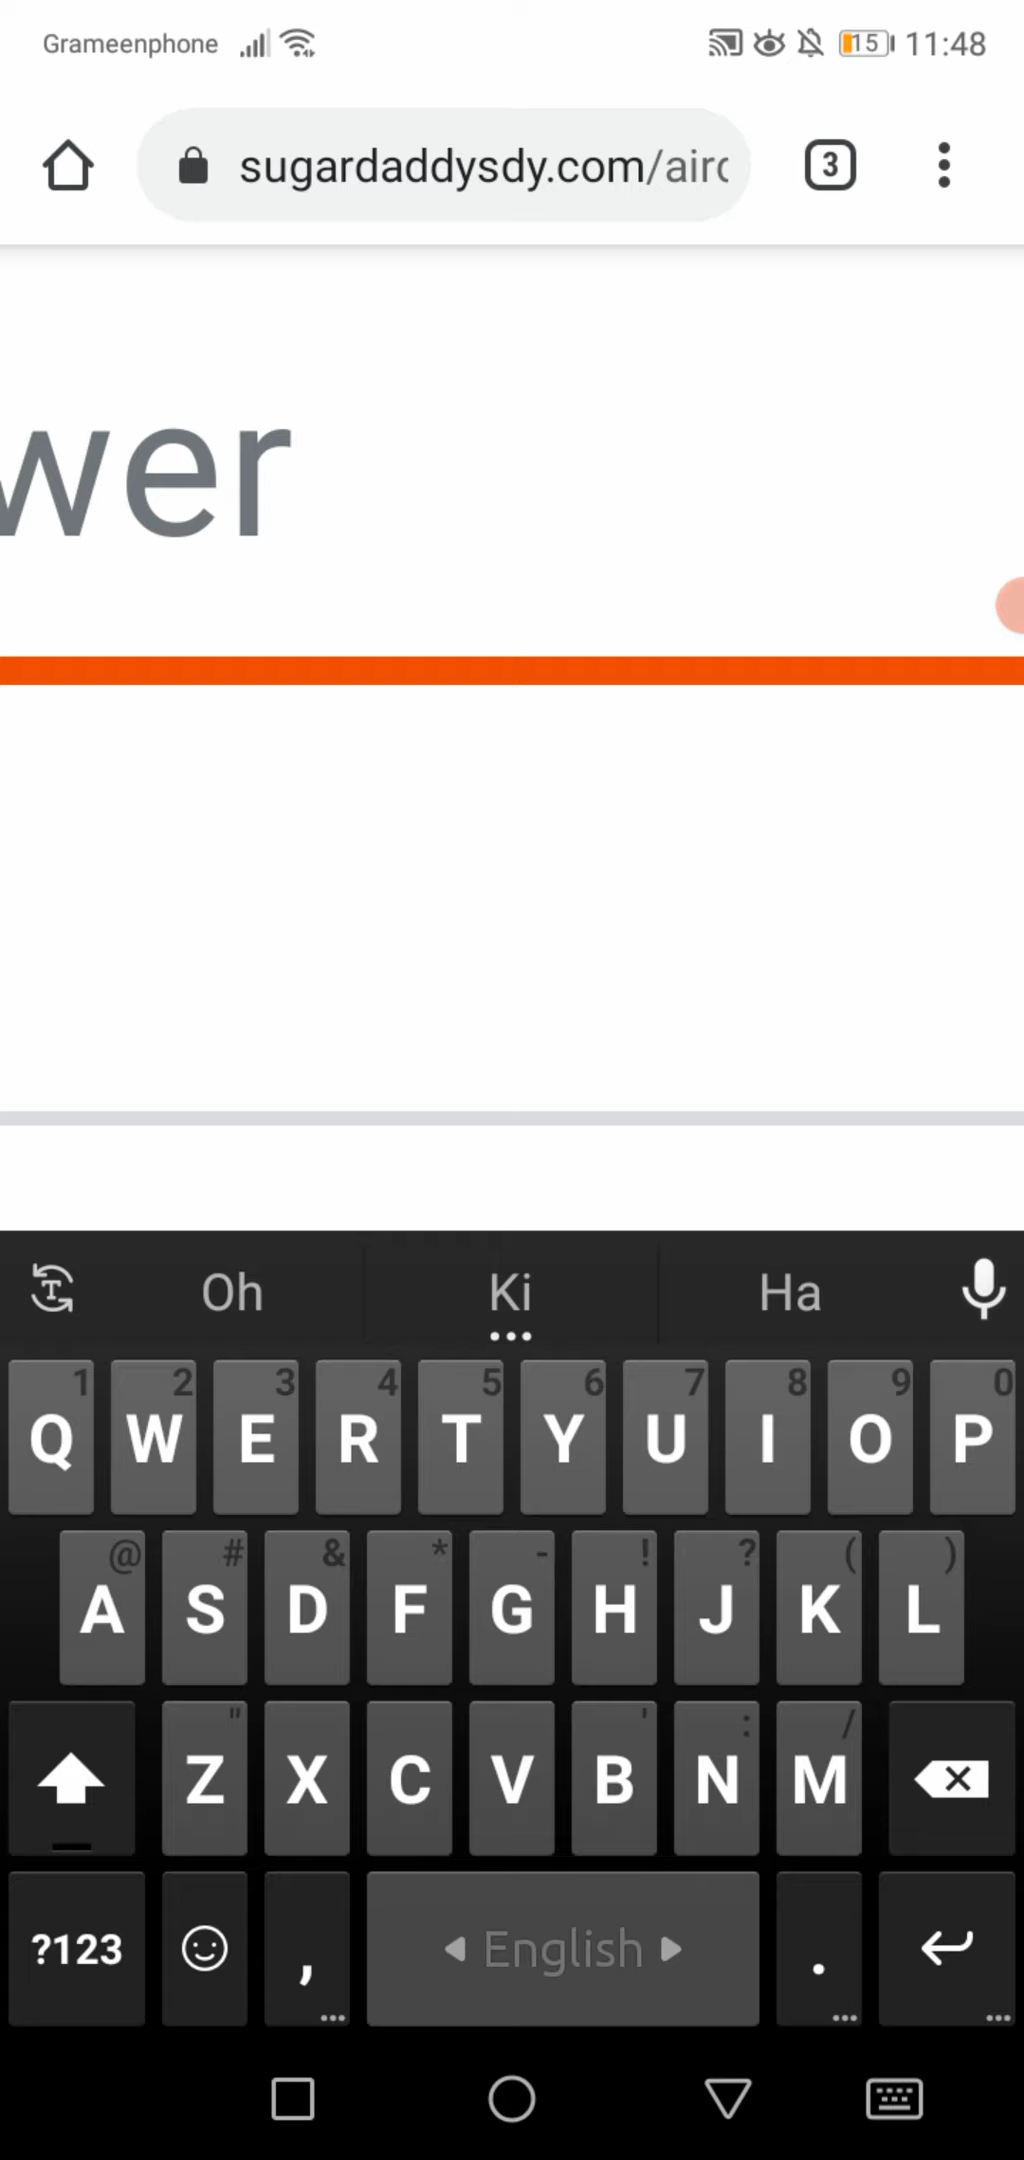 Grameenphone 15 11:48
sugardaddysdy.com/airc 3
wer
Oh Ki Ha
1 2 3 4 5 6 7 8 9 0
Q W E R T Y U I O P
@ # & * - ! ? ( )
A S D F G H J K L
" ' : /
Z X C V B N M
?123 , English .